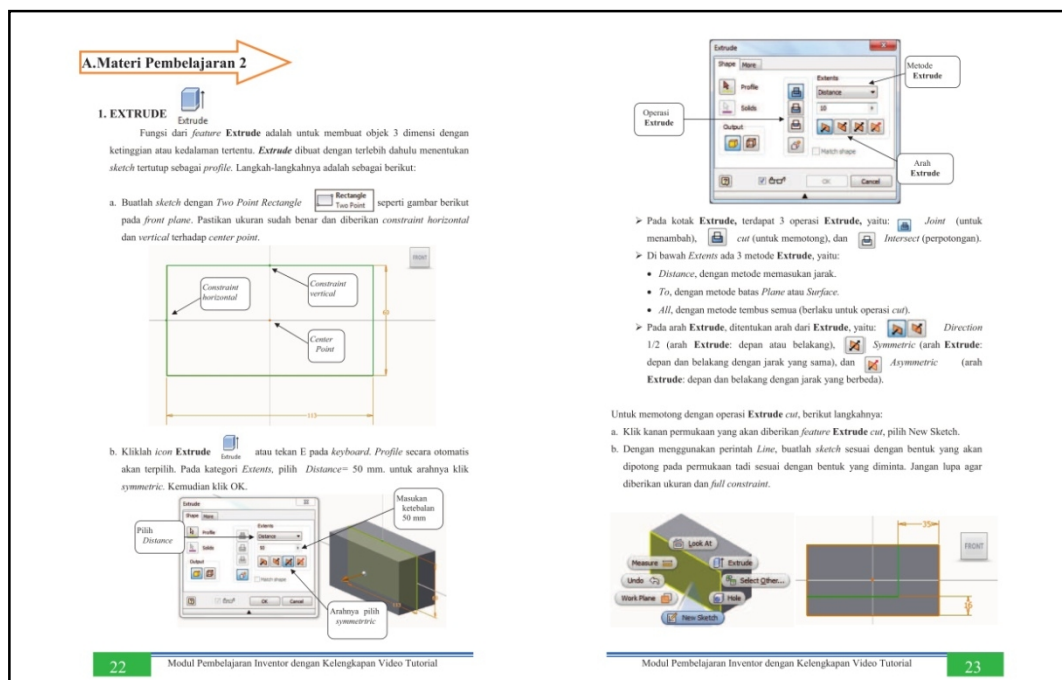 A.Materi Pembelajaran 2
1. EXTRUDE
Extrude
Fungsi dari feature Extrude adalah untuk membuat objek 3 dimensi dengan
ketinggian atau kedalaman tertentu. Extrude dibuat dengan terlebih dahulu menentukan
sketch tertutup sebagai profile. Langkah-langkahnya adalah sebagai berikut:
a. Buatlah sketch dengan Two Point Rectangle Rectangle Two Point seperti gambar berikut
pada front plane. Pastikan ukuran sudah benar dan diberikan constraint horizontal
dan vertical terhadap center point.
FRONT
Constraint
horizontal
Constraint
vertical
Center
Point
113
b. Kliklah icon Extrude Extrude atau tekan E pada keyboard. Profile secara otomatis
akan terpilih. Pada kategori Extents, pilih Distance= 50 mm. untuk arahnya klik
symmetric. Kemudian klik OK.
Extrude
Shape More
Profile
Solids
Output
Extents
Distance
50
Match shape
OK Cancel
Pilih
Distance
Masukan
ketebalan
50 mm
Arahnya pilih
symmetrtric
22
Modul Pembelajaran Inventor dengan Kelengkapan Video Tutorial
Extrude
Shape More
Profile
Solids
Output
Extents
Distance
10
Match shape
OK Cancel
Metode
Extrude
Operasi
Extrude
Arah
Extrude
➢ Pada kotak Extrude, terdapat 3 operasi Extrude, yaitu: Joint (untuk
menambah), cut (untuk memotong), dan Intersect (perpotongan).
➢ Di bawah Extents ada 3 metode Extrude, yaitu:
• Distance, dengan metode memasukan jarak.
• To, dengan metode batas Plane atau Surface.
• All, dengan metode tembus semua (berlaku untuk operasi cut).
➢ Pada arah Extrude, ditentukan arah dari Extrude, yaitu: Direction
1/2 (arah Extrude: depan atau belakang), Symmetric (arah Extrude:
depan dan belakang dengan jarak yang sama), dan Asymmetric (arah
Extrude: depan dan belakang dengan jarak yang berbeda).
Untuk memotong dengan operasi Extrude cut, berikut langkahnya:
a. Klik kanan permukaan yang akan diberikan feature Extrude cut, pilih New Sketch.
b. Dengan menggunakan perintah Line, buatlah sketch sesuai dengan bentuk yang akan
dipotong pada permukaan tadi sesuai dengan bentuk yang diminta. Jangan lupa agar
diberikan ukuran dan full constraint.
Look At
Measure
Extrude
Undo
Select Other...
Work Plane
Hole
New Sketch
35
FRONT
16
Modul Pembelajaran Inventor dengan Kelengkapan Video Tutorial
23